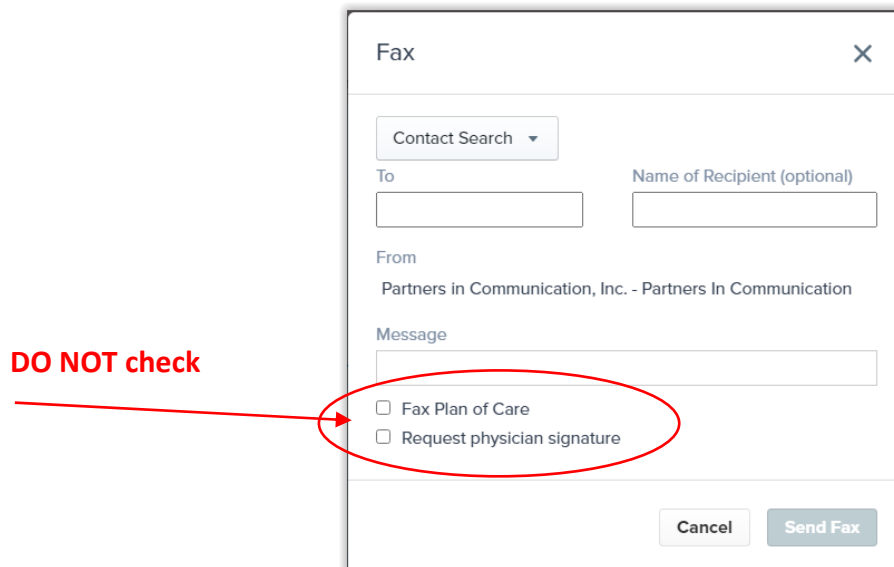 Fax
Contact Search
To Name of Recipient (optional)
From
Partners in Communication, Inc. - Partners In Communication
Message
DO NOT check
Fax Plan of Care
Request physician signature
Cancel Send Fax